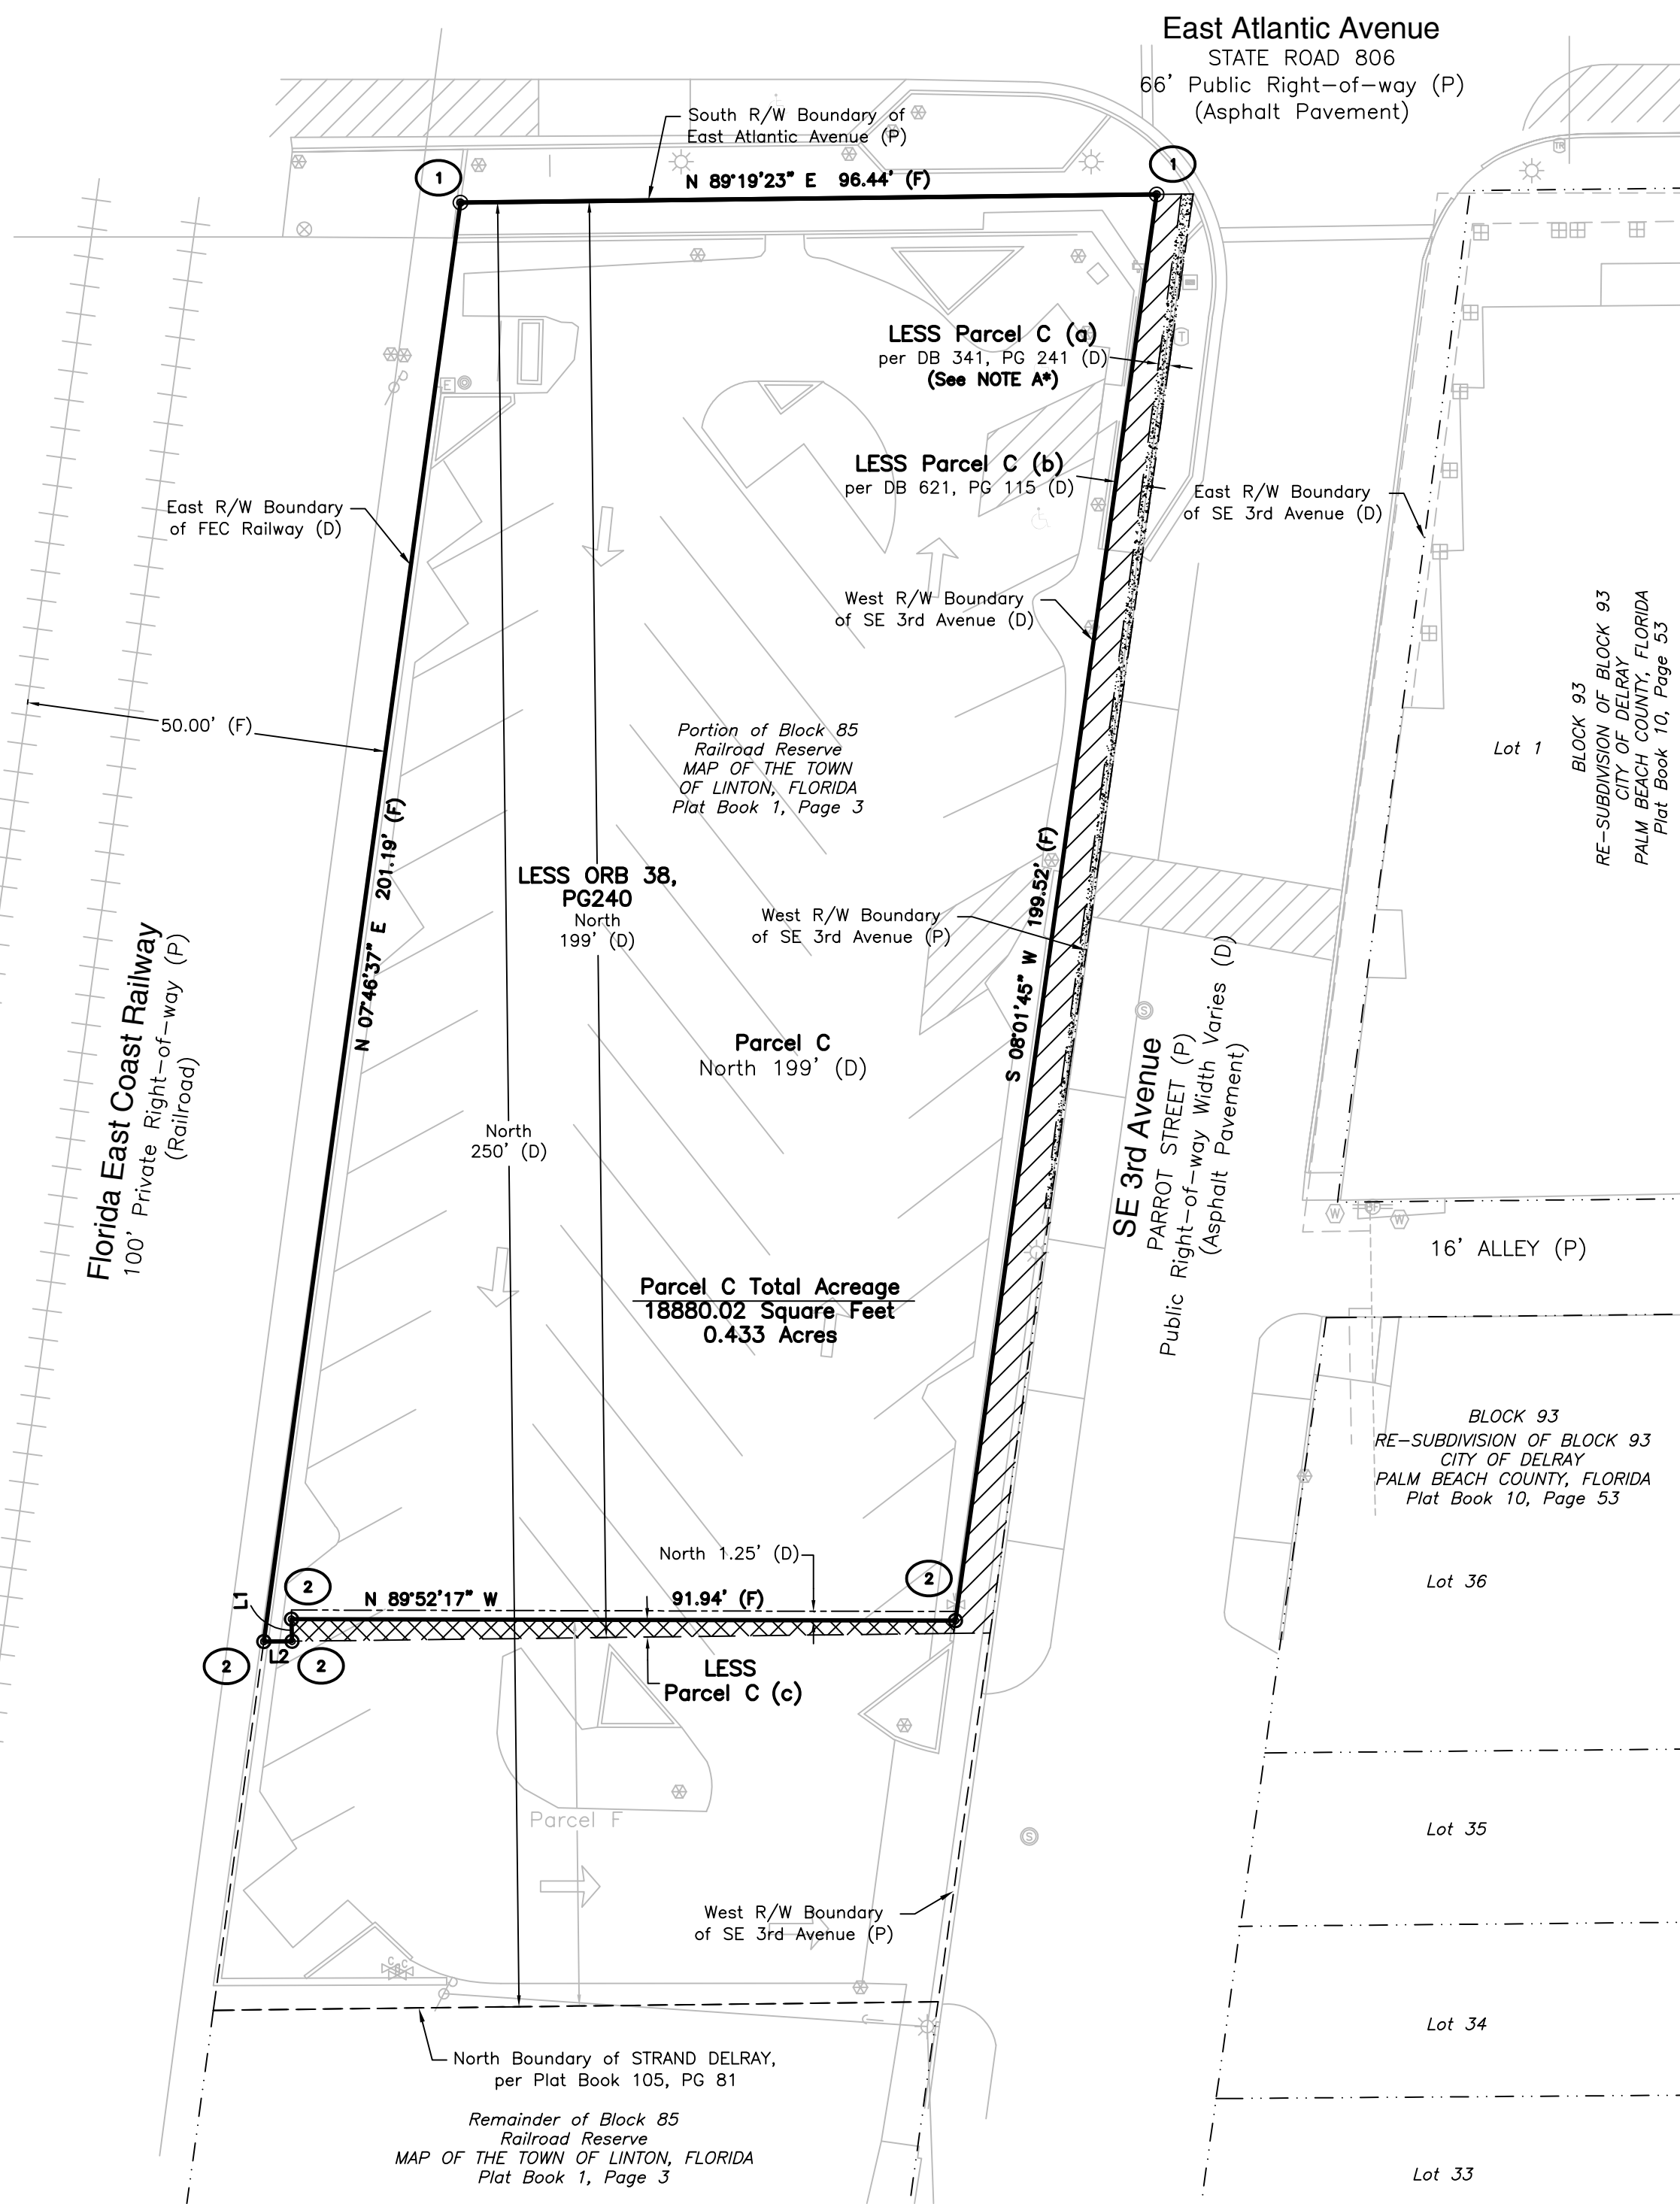 East Atlantic Avenue
STATE ROAD 806
66' Public Right-of-way (P)
(Asphalt Pavement)
South R/W Boundary of
East Atlantic Avenue (P)
1
1
N 89°19'23" E 96.44' (F)
TR
T
E
LESS Parcel C (a)
per DB 341, PG 241 (D)
(See NOTE A*)
LESS Parcel C (b)
per DB 621, PG 115 (D)
East R/W Boundary
of SE 3rd Avenue (D)
East R/W Boundary
of FEC Railway (D)
West R/W Boundary
of SE 3rd Avenue (D)
50.00' (F)
Portion of Block 85
Railroad Reserve
MAP OF THE TOWN
OF LINTON, FLORIDA
Plat Book 1, Page 3
Lot 1
BLOCK 93
RE-SUBDIVISION OF BLOCK 93
CITY OF DELRAY
PALM BEACH COUNTY, FLORIDA
Plat Book 10, Page 53
N 07°46'37" E 201.19' (F)
LESS ORB 38,
PG240
North
199' (D)
West R/W Boundary
of SE 3rd Avenue (P)
S 08°01'45" W 199.52' (F)
Florida East Coast Railway
100' Private Right-of-way (P)
(Railroad)
Parcel C
North 199' (D)
S
SE 3rd Avenue
PARROT STREET (P)
Public Right-of-way Width Varies (D)
(Asphalt Pavement)
North
250' (D)
W
BF
W
16' ALLEY (P)
Parcel C Total Acreage
18880.02 Square Feet
0.433 Acres
BLOCK 93
RE-SUBDIVISION OF BLOCK 93
CITY OF DELRAY
PALM BEACH COUNTY, FLORIDA
Plat Book 10, Page 53
North 1.25' (D)
2
2
N 89°52'17" W 91.94' (F)
Lot 36
L1
L2
2
2
LESS
Parcel C (c)
Parcel F
Lot 35
S
West R/W Boundary
of SE 3rd Avenue (P)
C
C
Lot 34
North Boundary of STRAND DELRAY,
per Plat Book 105, PG 81
Remainder of Block 85
Railroad Reserve
MAP OF THE TOWN OF LINTON, FLORIDA
Plat Book 1, Page 3
Lot 33